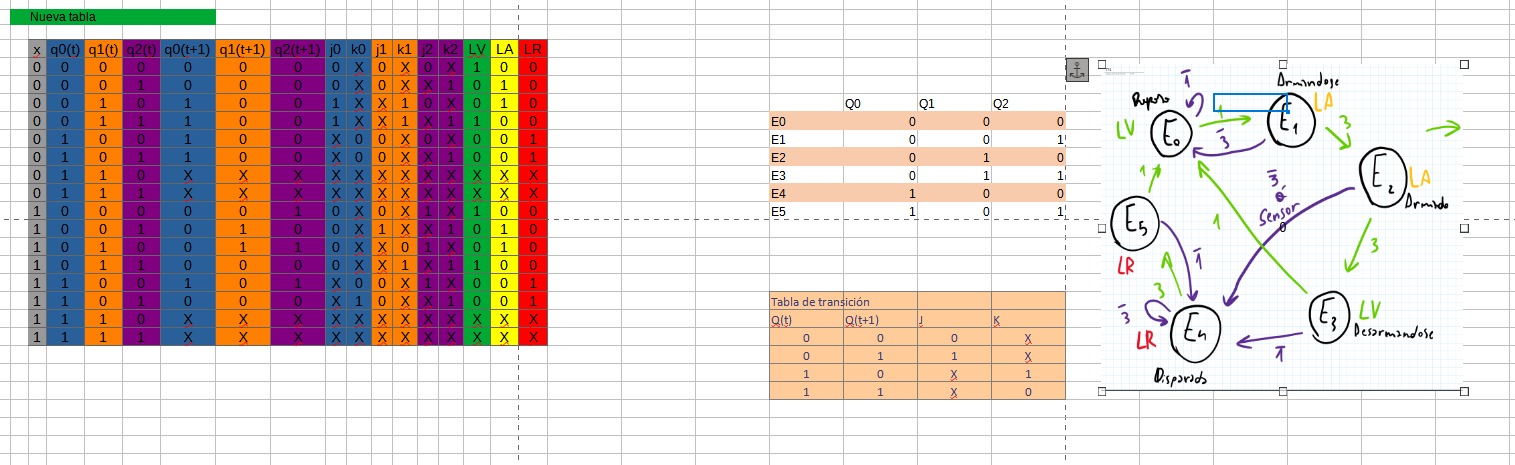 Nueva tabla
x q0(t) q1(t) q2(t) q0(t+1) q1(t+1) q2(t+1) j0 k0 j1 k1 j2 k2 LV LA LR
0 0 0 0 0 0 0 0 X 0 X 0 X 1 0 0
0 0 0 1 0 0 0 0 X 0 X X 1 0 1 0
0 0 1 0 1 0 0 1 X X 1 0 X 0 1 0
0 0 1 1 1 0 0 1 X X 1 X 1 1 0 0
0 1 0 0 1 0 0 X 0 0 X 0 X 0 0 1
0 1 0 1 1 0 0 X 0 0 X X 1 0 0 1
0 1 1 0 X X X X X X X X X X X X
0 1 1 1 X X X X X X X X X X X X
1 0 0 0 0 0 1 0 X 0 X 1 X 1 0 0
1 0 0 1 0 1 0 0 X 1 X X 1 0 1 0
1 0 1 0 0 1 1 0 X X 0 1 X 0 1 0
1 0 1 1 0 0 0 0 X X 1 X 1 1 0 0
1 1 0 0 1 0 1 X 0 0 X 1 X 0 0 1
1 1 0 1 0 0 0 X 1 0 X X 1 0 0 1
1 1 1 0 X X X X X X X X X X X X
1 1 1 1 X X X X X X X X X X X X
Q0 Q1 Q2
E0 0 0 0
E1 0 0 1
E2 0 1 0
E3 0 1 1
E4 1 0 0
E5 1 0 1
Tabla de transición
Q(t) Q(t+1) J K
0 0 0 X
0 1 1 X
1 0 X 1
1 1 X 0
1̅
Armandose
Reposo
LV
E0
1
3̅
E1
LA
3
E2
LA
Armado
3̅
ó
sensor
0
1
E5
LR
1
1̅
3
3
E3
LV
Desarmandose
1̅
3̅
LR
E4
Disparado